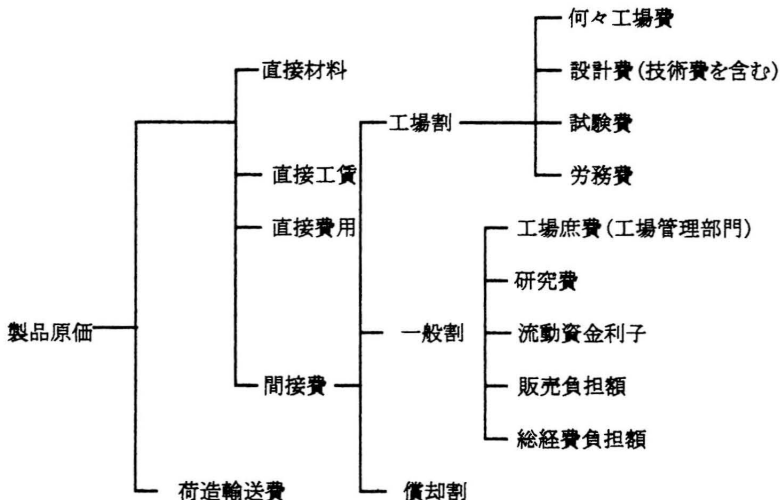 何々工場費
直接材料
設計費(技術費を含む)
工場割
試験費
直接工賃
労務費
直接費用
工場庶費(工場管理部門)
研究費
製品原価
一般割
流動資金利子
間接費
販売負担額
総経費負担額
荷造輸送費
償却割